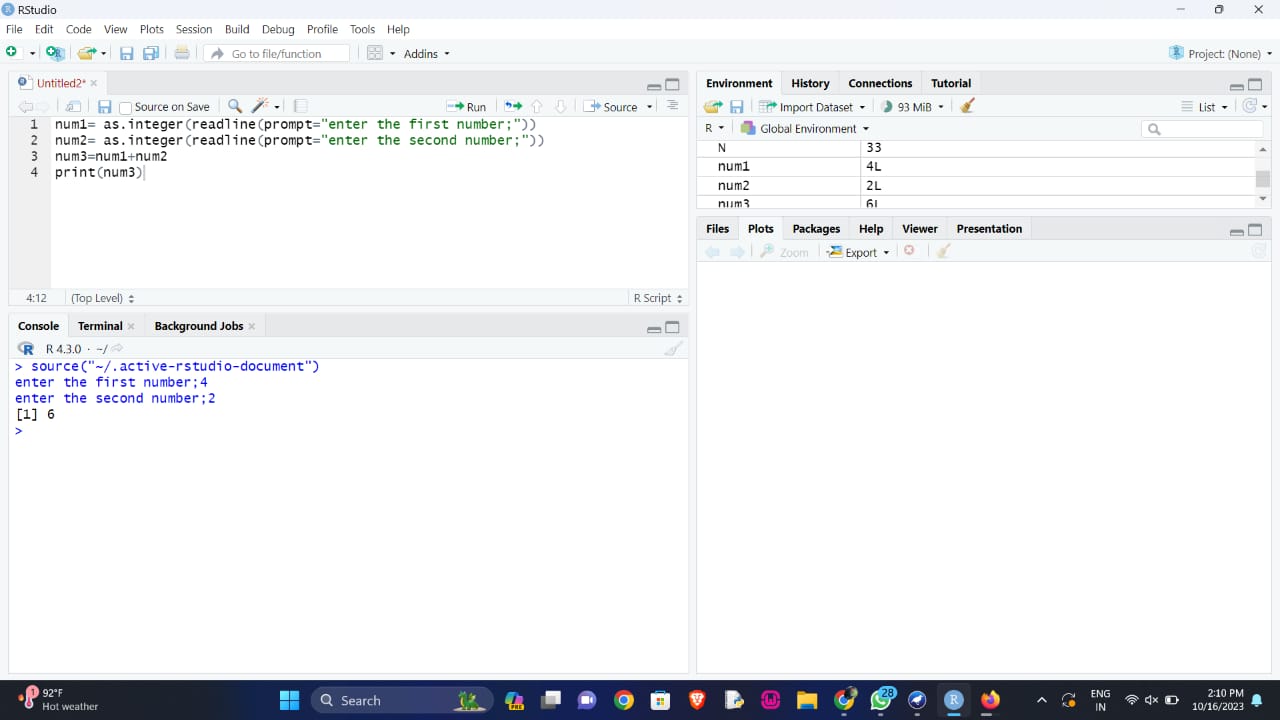 RStudio
File Edit Code View Plots Session Build Debug Profile Tools Help
Go to file/function Addins Project: (None)
Untitled2*
Source on Save Run Source
1 num1= as.integer(readline(prompt="enter the first number;"))
2 num2= as.integer(readline(prompt="enter the second number;"))
3 num3=num1+num2
4 print(num3)
4:12 (Top Level) R Script
Console Terminal Background Jobs
R 4.3.0 · ~/
> source("~/.active-rstudio-document")
enter the first number;4
enter the second number;2
[1] 6
>
Environment History Connections Tutorial
Import Dataset 93 MiB List
R Global Environment
N 33
num1 4L
num2 2L
num3 6L
Files Plots Packages Help Viewer Presentation
Zoom Export
1 92°F
Hot weather
Search
PRE
28
ENG
IN
2:10 PM
10/16/2023